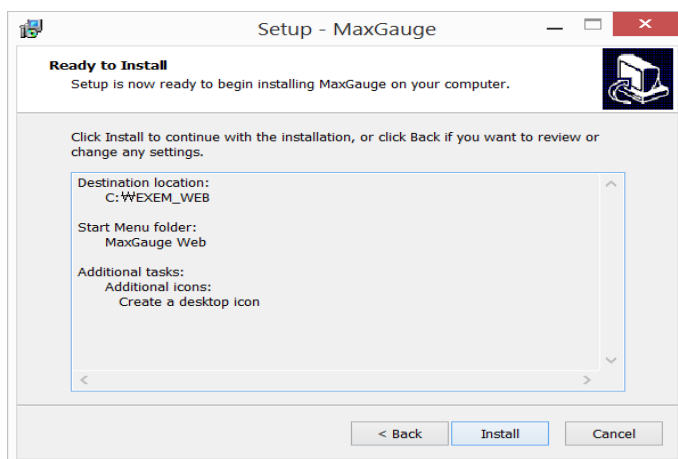 Setup - MaxGauge
Ready to Install
Setup is now ready to begin installing MaxGauge on your computer.
Click Install to continue with the installation, or click Back if you want to review or
change any settings.
Destination location:
C:₩EXEM_WEB
Start Menu folder:
MaxGauge Web
Additional tasks:
Additional icons:
Create a desktop icon
< Back
Install
Cancel